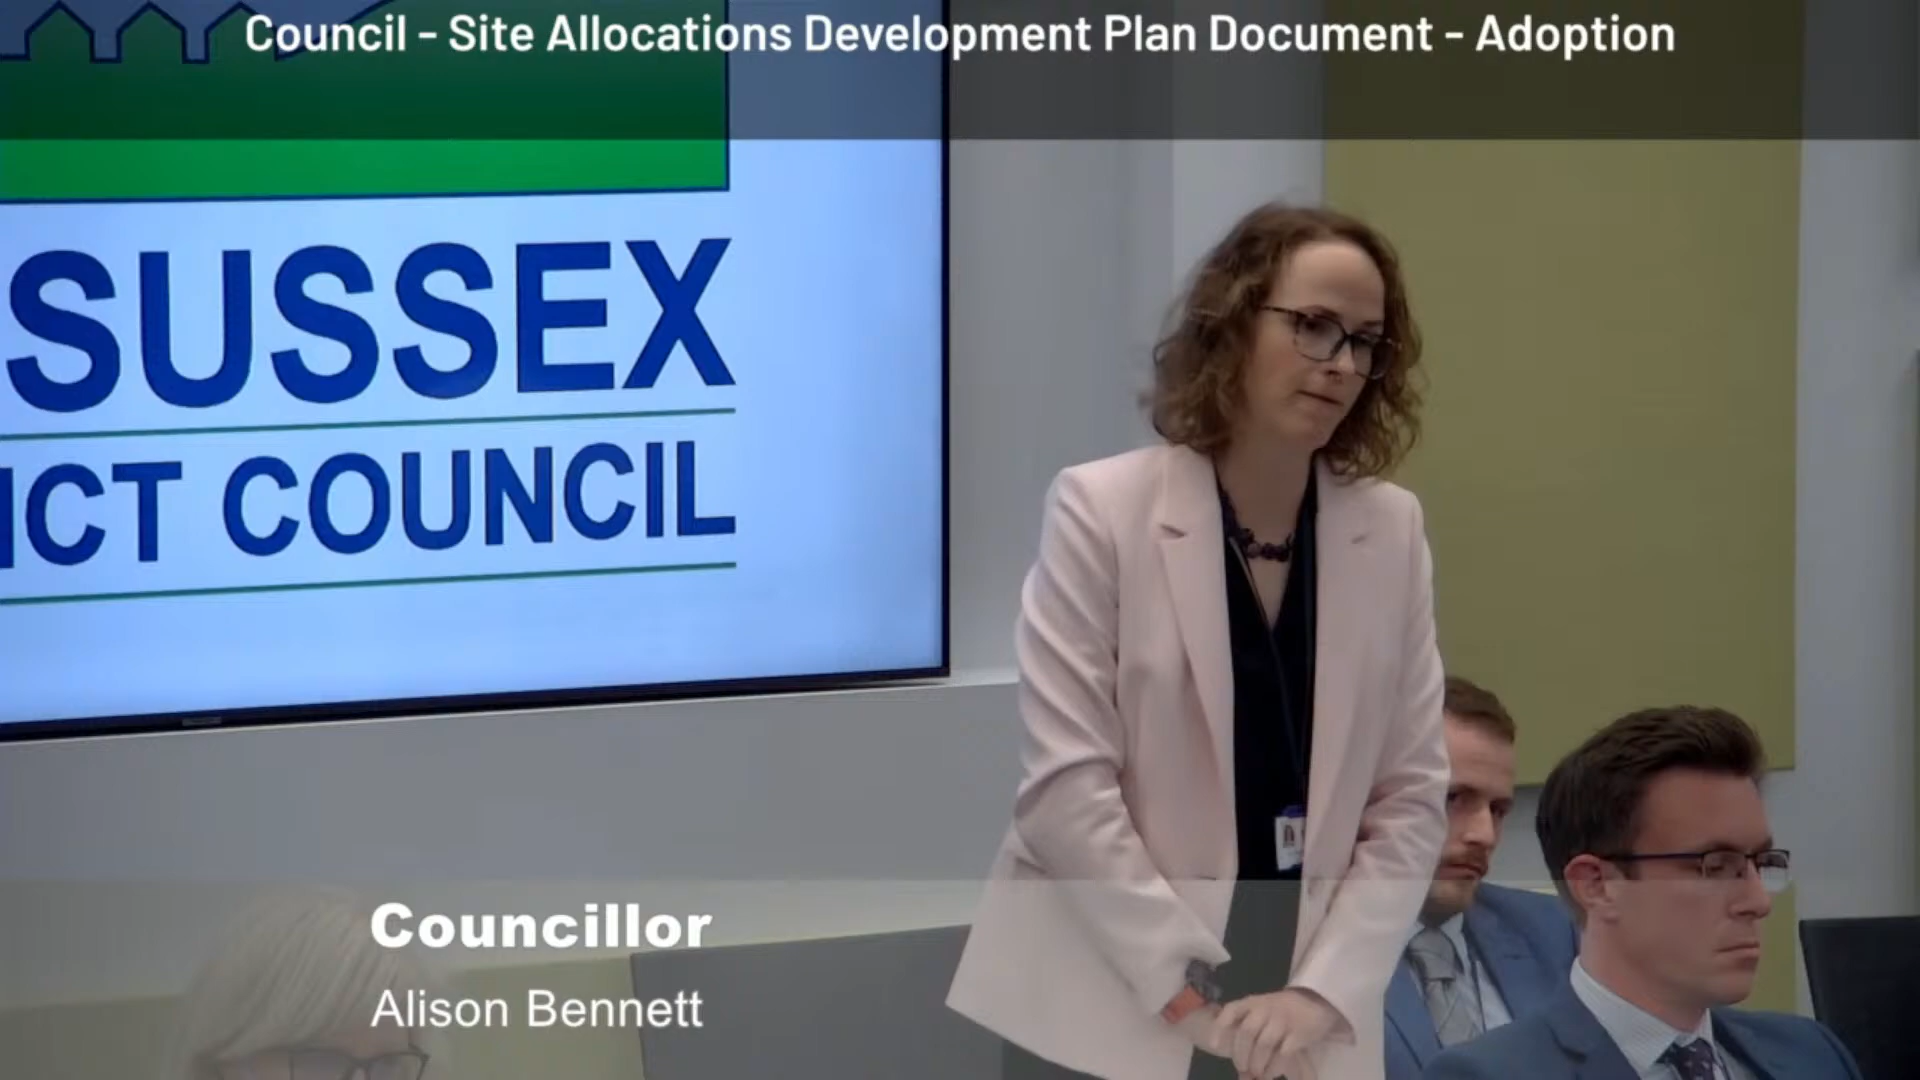 Council - Site Allocations Development Plan Document - Adoption
SUSSEX
ICT COUNCIL
Councillor
Alison Bennett